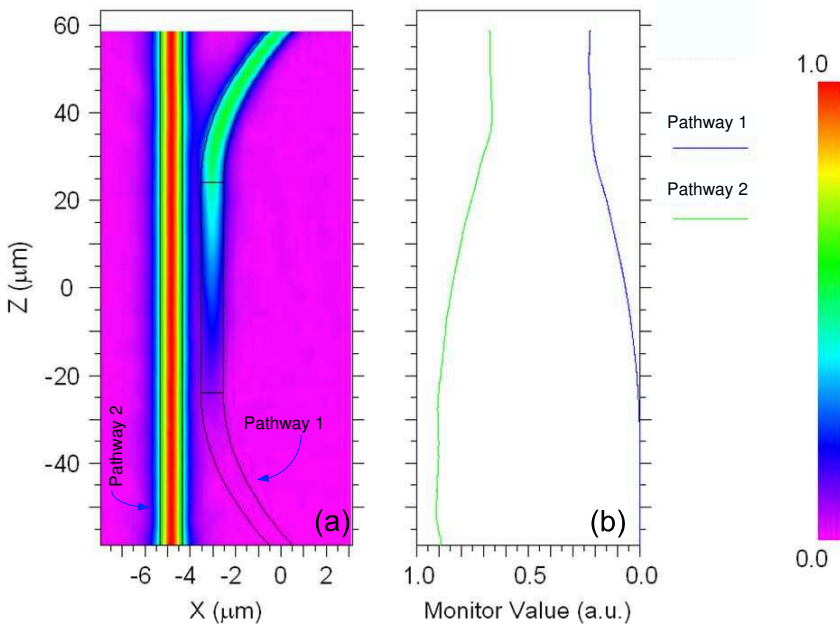 60
40
20
0
-20
-40
Z (μm)
Pathway 2
Pathway 1
(a)
-6 -4 -2 0 2
X (μm)
(b)
1.0 0.5 0.0
Monitor Value (a.u.)
Pathway 1
Pathway 2
1.0
0.0